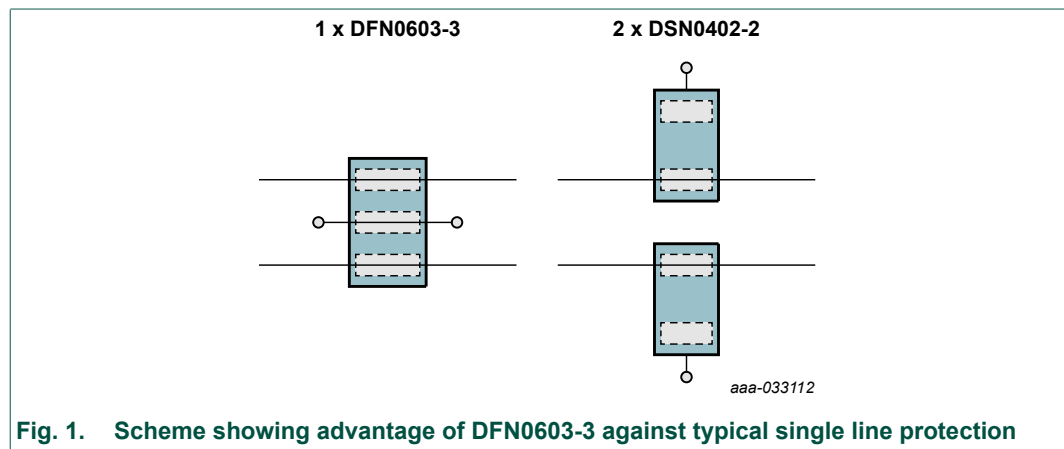 1 x DFN0603-3
2 x DSN0402-2
aaa-033112
Fig. 1. Scheme showing advantage of DFN0603-3 against typical single line protection